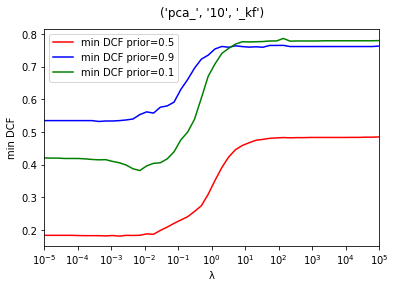 ('pca_', '10', '_kf')
min DCF prior=0.5
min DCF prior=0.9
min DCF prior=0.1
min DCF
0.8
0.7
0.6
0.5
0.4
0.3
0.2
10⁻⁵ 10⁻⁴ 10⁻³ 10⁻² 10⁻¹ 10⁰ 10¹ 10² 10³ 10⁴ 10⁵
λ